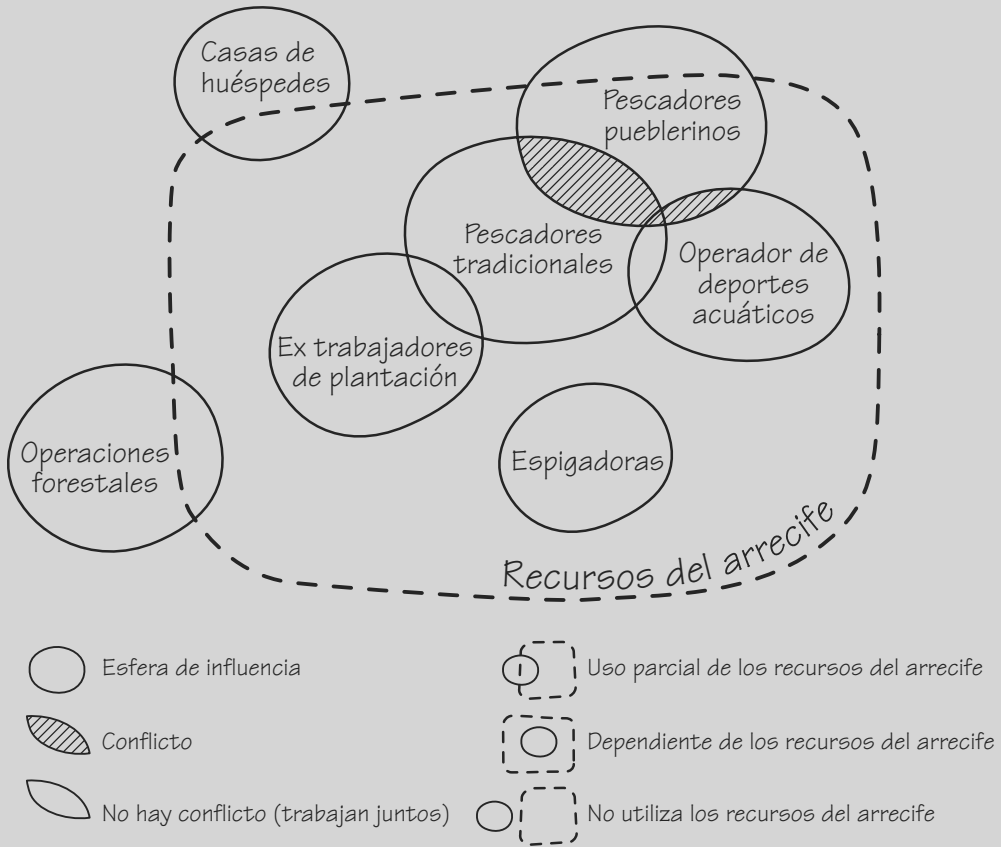 Casas de
huéspedes
Pescadores
pueblerinos
Pescadores
tradicionales
Operador de
deportes
acuáticos
Ex trabajadores
de plantación
Operaciones
forestales
Espigadoras
Recursos del arrecife
Esfera de influencia
Conflicto
No hay conflicto (trabajan juntos)
Uso parcial de los recursos del arrecife
Dependiente de los recursos del arrecife
No utiliza los recursos del arrecife